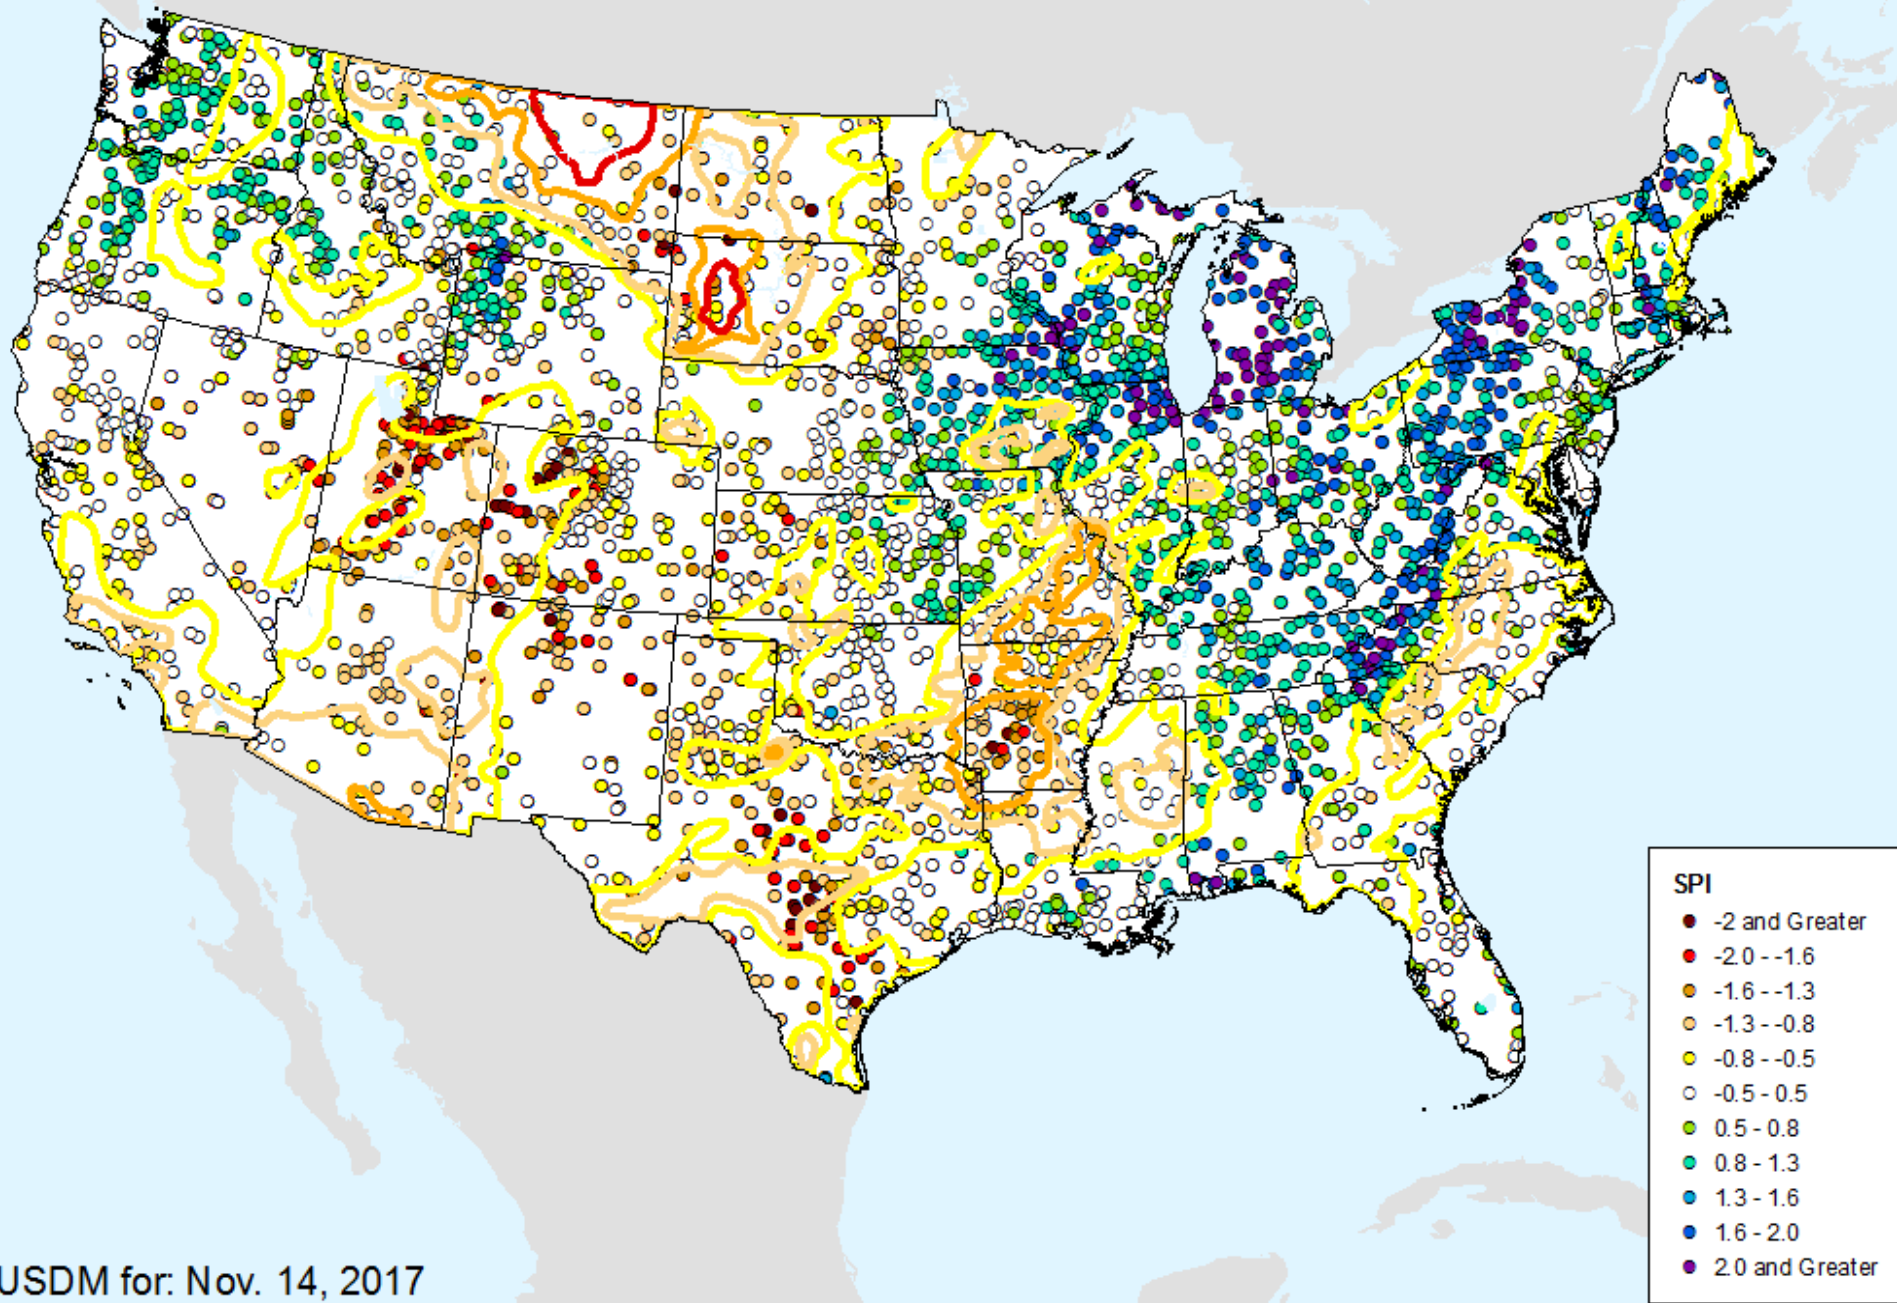 SPI
-2 and Greater
-2.0 - -1.6
-1.6 - -1.3
-1.3 - -0.8
-0.8 - -0.5
-0.5 - 0.5
0.5 - 0.8
0.8 - 1.3
1.3 - 1.6
1.6 - 2.0
2.0 and Greater
USDM for: Nov. 14, 2017